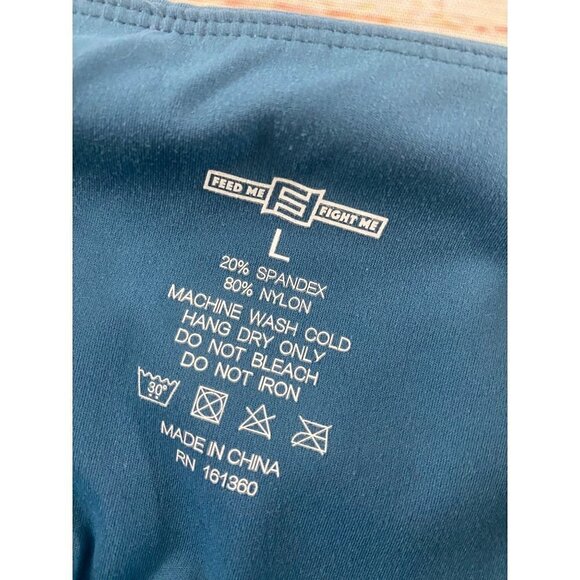 FEED ME FIGHT ME
L
20% SPANDEX
80% NYLON
MACHINE WASH COLD
HANG DRY ONLY
DO NOT BLEACH
DO NOT IRON
30°
MADE IN CHINA
RN 161360